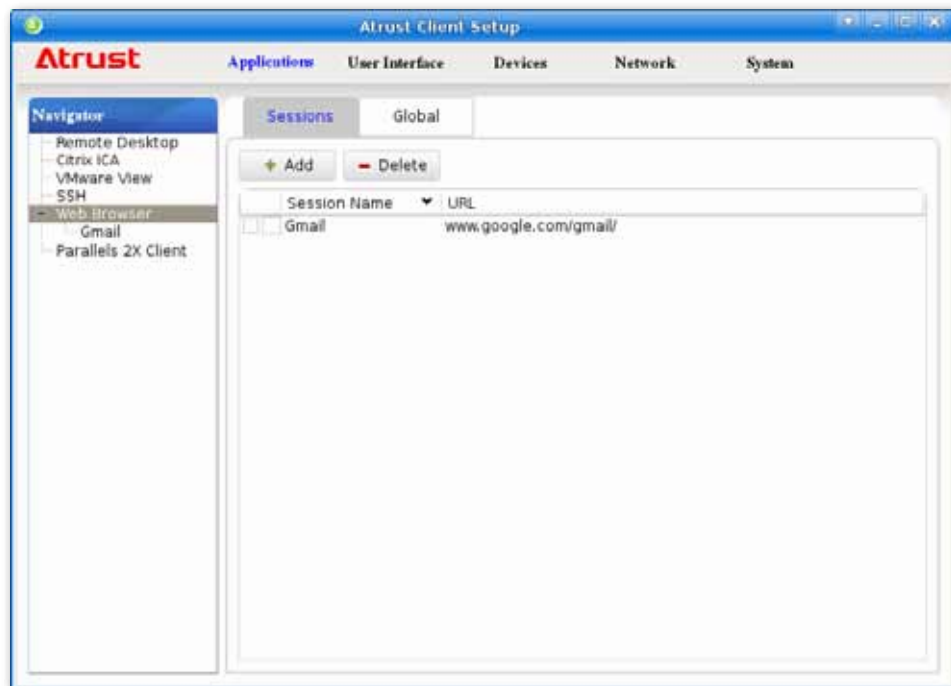 Atrust Client Setup
Atrust Applications User Interface Devices Network System
Navigator
Remote Desktop
Citrix ICA
VMware View
SSH
Web Browser
Gmail
Parallels 2X Client
Sessions Global
+ Add - Delete
Session Name URL
Gmail www.google.com/gmail/